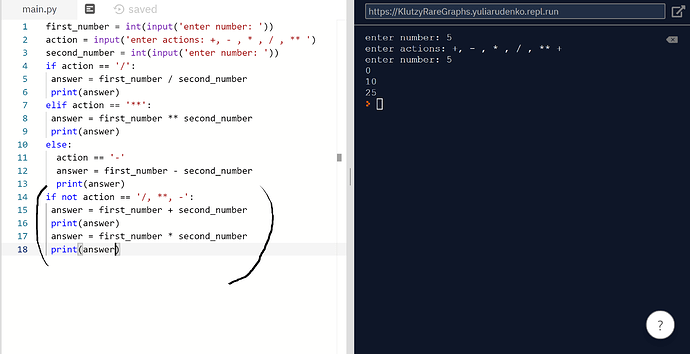 main.py
saved
1 first_number = int(input('enter number: '))
2 action = input('enter actions: +, - , * , / , ** ')
3 second_number = int(input('enter number: '))
4 if action == '/':
5 answer = first_number / second_number
6 print(answer)
7 elif action == '**':
8 answer = first_number ** second_number
9 print(answer)
10 else:
11 action == '-'
12 answer = first_number - second_number
13 print(answer)
14 if not action == '/, **, -':
15 answer = first_number + second_number
16 print(answer)
17 answer = first_number * second_number
18 print(answer)
https://KlutzyRareGraphs.yuliarudenko.repl.run
enter number: 5
enter actions: +, - , * , / , ** +
enter number: 5
0
10
25
?